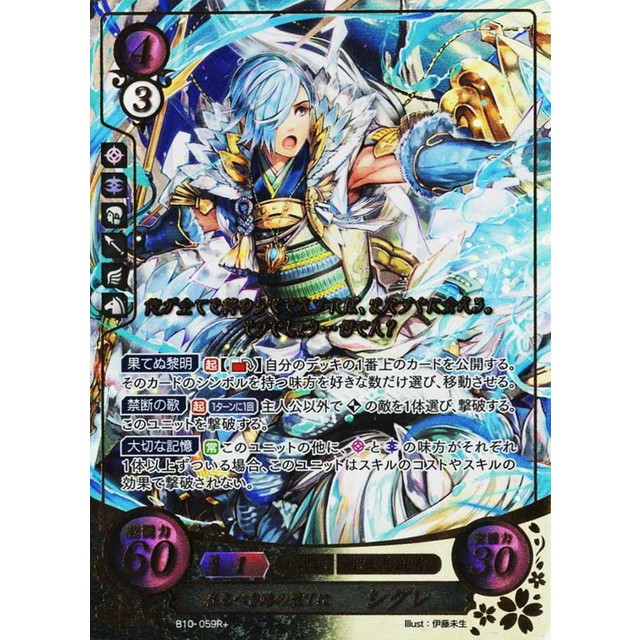 4
3
果てぬ黎明 起【】自分のデッキの1番上のカードを公開する。
そのカードのシンボルを持つ味方を好きな数だけ選び、移動させる。
禁断の歌 起 1ターンに1回 主人公以外での敵を1体選び、撃破する。
このユニットを撃破する。
大切な記憶 常 このユニットの他に、との味方がそれぞれ
1体以上ずついる場合、このユニットはスキルのコストやスキルの
効果で撃破されない。
戦闘力
60
1
支援力
30
シグレ
B10-059R+
Illust：伊藤未生